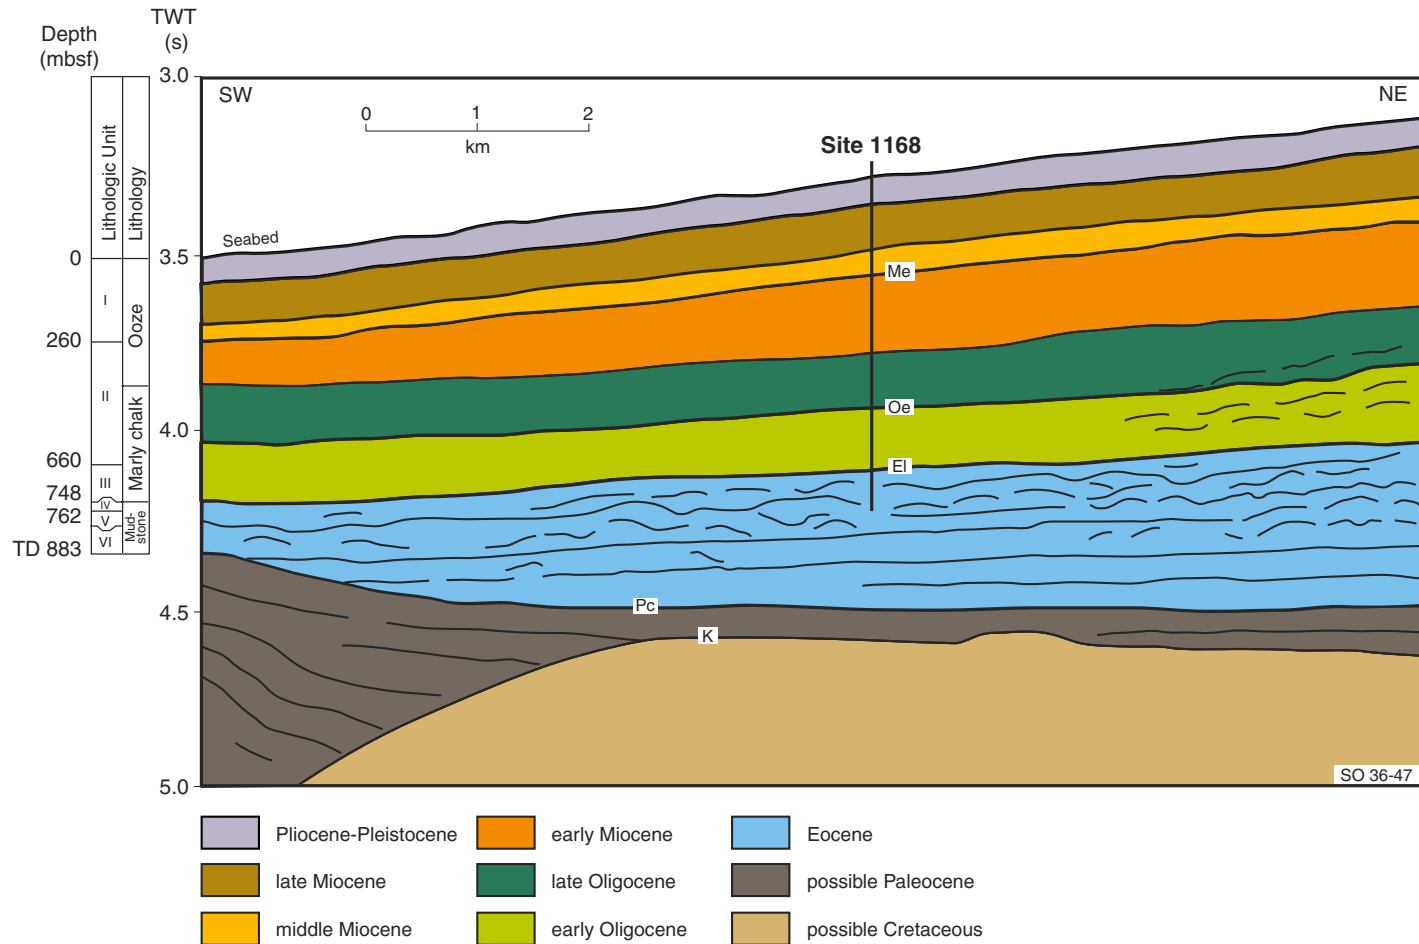 Depth
(mbsf)
TWT
(s)
Lithologic Unit
Lithology
3.0
3.5
4.0
4.5
5.0
0
260
660
748
762
TD 883
I
II
III
IV
V
VI
Ooze
Marly chalk
Mud-
stone
SW
NE
0 1 2
km
Site 1168
Seabed
Me
Oe
El
Pc
K
SO 36-47
Pliocene-Pleistocene
late Miocene
middle Miocene
early Miocene
late Oligocene
early Oligocene
Eocene
possible Paleocene
possible Cretaceous